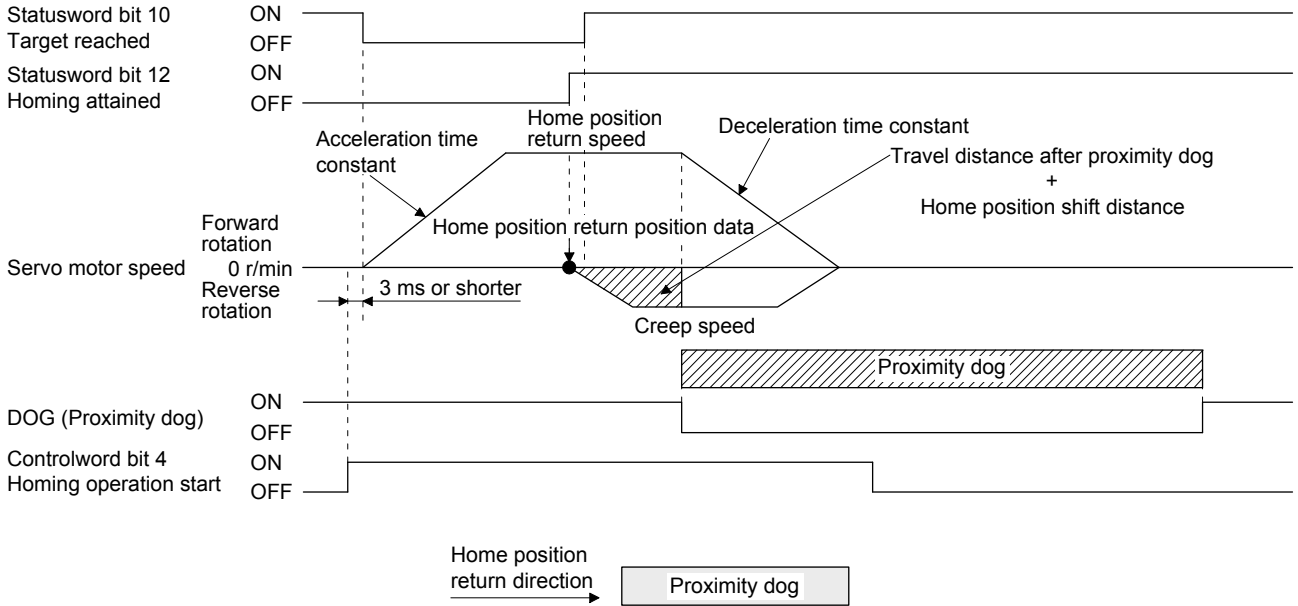 Statusword bit 10
Target reached
ON
OFF
Statusword bit 12
Homing attained
ON
OFF
Home position
return speed
Acceleration time
constant
Deceleration time constant
Travel distance after proximity dog
+
Home position shift distance
Home position return position data
Forward
rotation
Servo motor speed
0 r/min
Reverse
rotation
3 ms or shorter
Creep speed
Proximity dog
DOG (Proximity dog)
ON
OFF
Controlword bit 4
Homing operation start
ON
OFF
Home position
return direction
Proximity dog